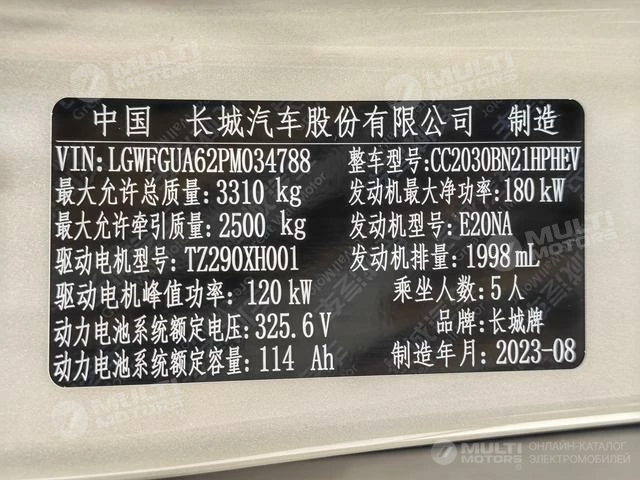 中国 长城汽车股份有限公司 制造
VIN: LGWFGUA62PM034788 整车型号:CC2030BN21HPHEV
最大允许总质量: 3310 kg 发动机最大净功率: 180 kW
最大允许牵引质量: 2500 kg 发动机型号: E20NA
驱动电机型号: TZ290XH001 发动机排量: 1998 mL
驱动电机峰值功率: 120 kW 乘坐人数: 5 人
动力电池系统额定电压: 325.6 V 品牌: 长城牌
动力电池系统额定容量: 114 Ah 制造年月: 2023-08
MULTI MOTORS ОНЛАЙН-КАТАЛОГ ЭЛЕКТРОМОБИЛЕЙ